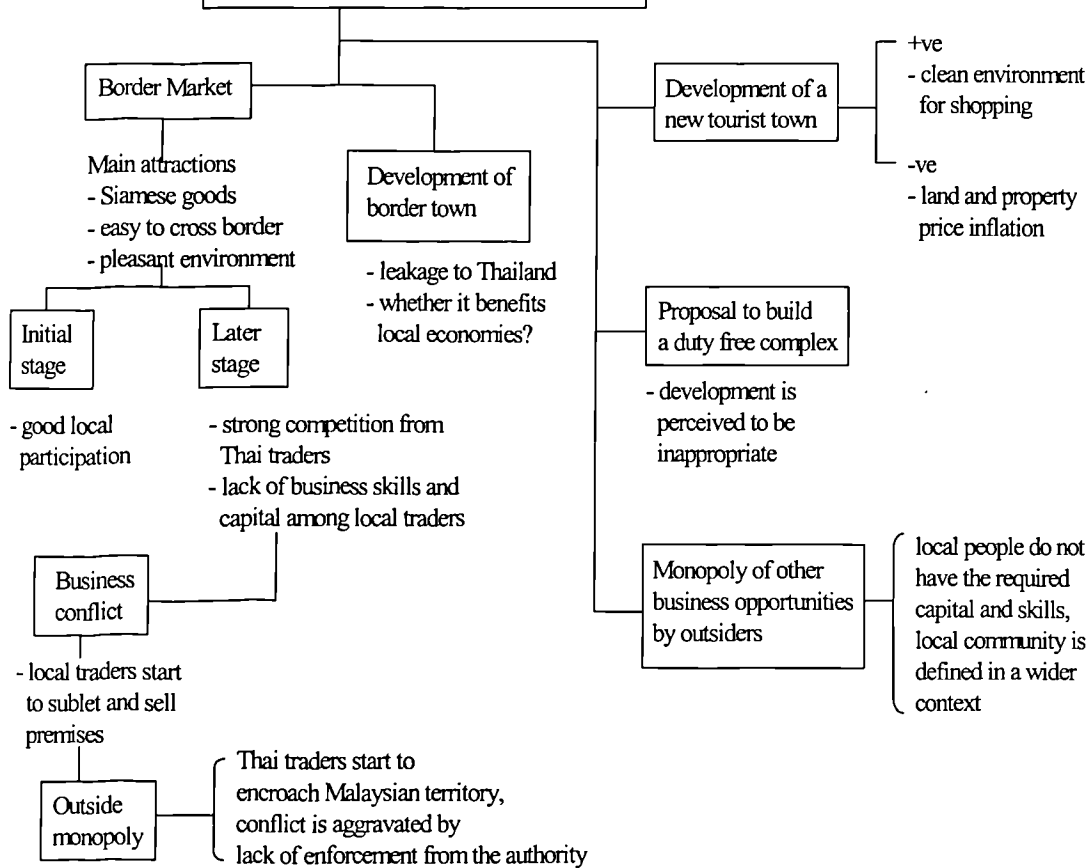 Border Market
Main attractions
- Siamese goods
- easy to cross border
- pleasant environment
Initial
stage
- good local
participation
Later
stage
- strong competition from
Thai traders
- lack of business skills and
capital among local traders
Business
conflict
- local traders start
to sublet and sell
premises
Outside
monopoly
Thai traders start to
encroach Malaysian territory,
conflict is aggravated by
lack of enforcement from the authority
Development of
border town
- leakage to Thailand
- whether it benefits
local economies?
Development of a
new tourist town
+ve
- clean environment
for shopping
-ve
- land and property
price inflation
Proposal to build
a duty free complex
- development is
perceived to be
inappropriate
Monopoly of other
business opportunities
by outsiders
local people do not
have the required
capital and skills,
local community is
defined in a wider
context